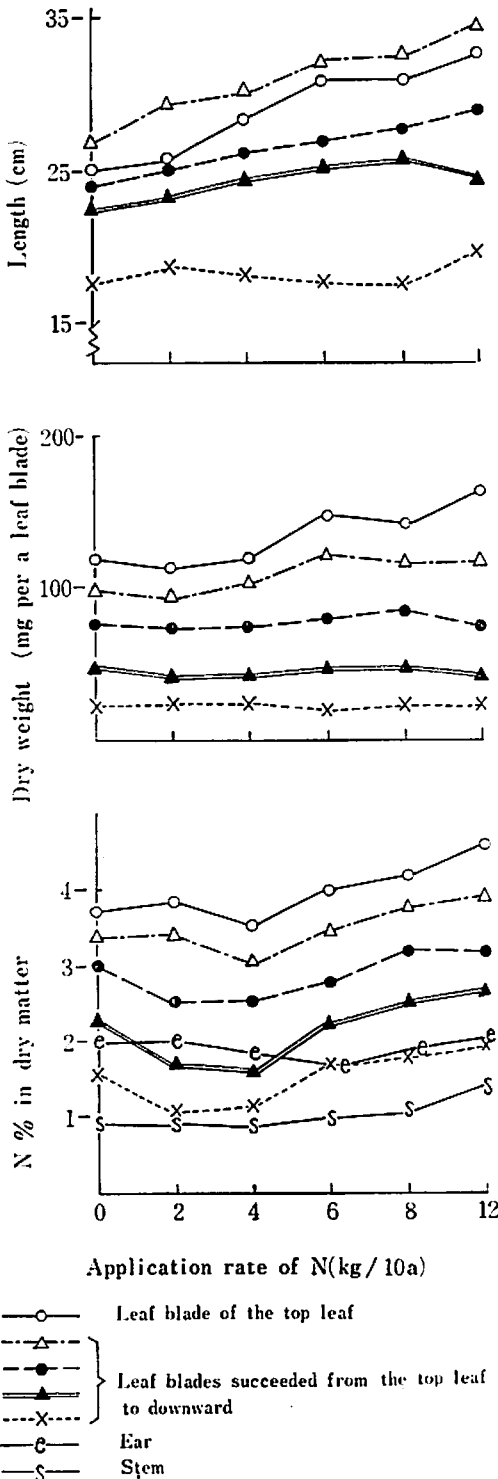 35
25
15
Length (cm)
200
100
Dry weight (mg per a leaf blade)
4
3
2
1
N % in dry matter
0 2 4 6 8 12
Application rate of N(kg/10a)
Leaf blade of the top leaf
Leaf blades succeeded from the top leaf
to downward
e Ear
S Stem